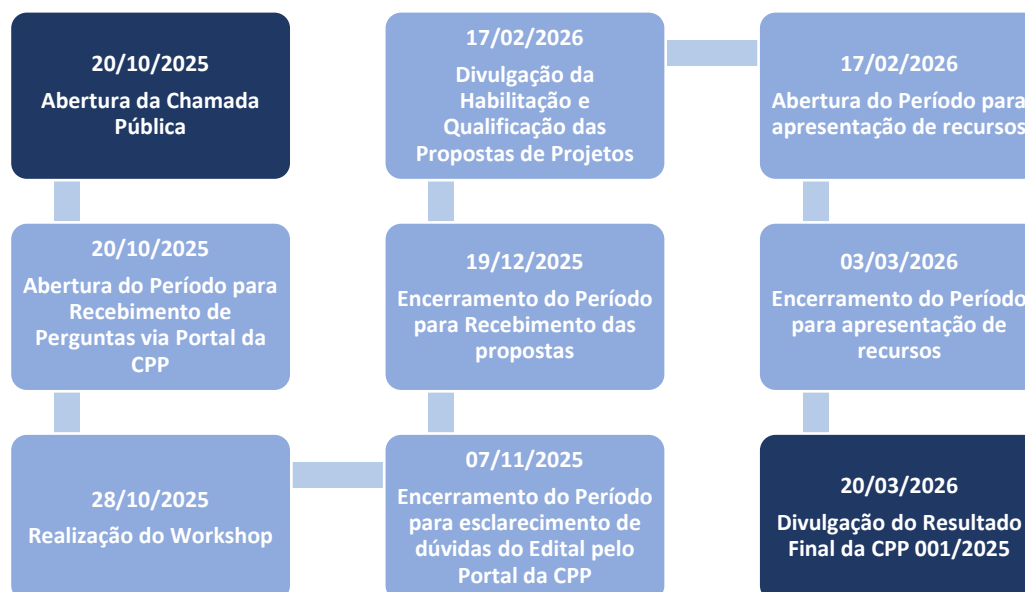 20/10/2025
Abertura da Chamada
Pública
20/10/2025
Abertura do Período para
Recebimento de
Perguntas via Portal da
CPP
28/10/2025
Realização do Workshop
07/11/2025
Encerramento do Período
para esclarecimento de
dúvidas do Edital pelo
Portal da CPP
19/12/2025
Encerramento do Período
para Recebimento das
propostas
17/02/2026
Divulgação da
Habilitação e
Qualificação das
Propostas de Projetos
17/02/2026
Abertura do Período para
apresentação de recursos
03/03/2026
Encerramento do Período
para apresentação de
recursos
20/03/2026
Divulgação do Resultado
Final da CPP 001/2025